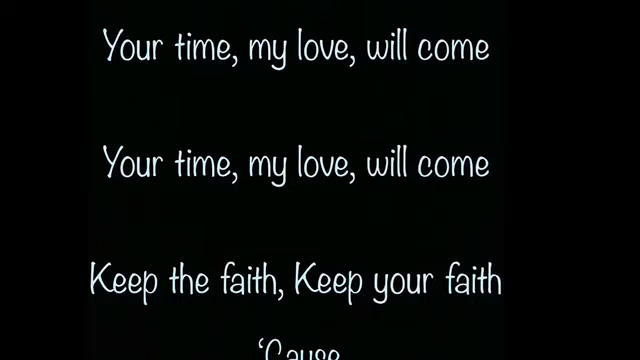 Your time, my love, will come
Your time, my love, will come
Keep the faith, Keep your faith
‘Cause